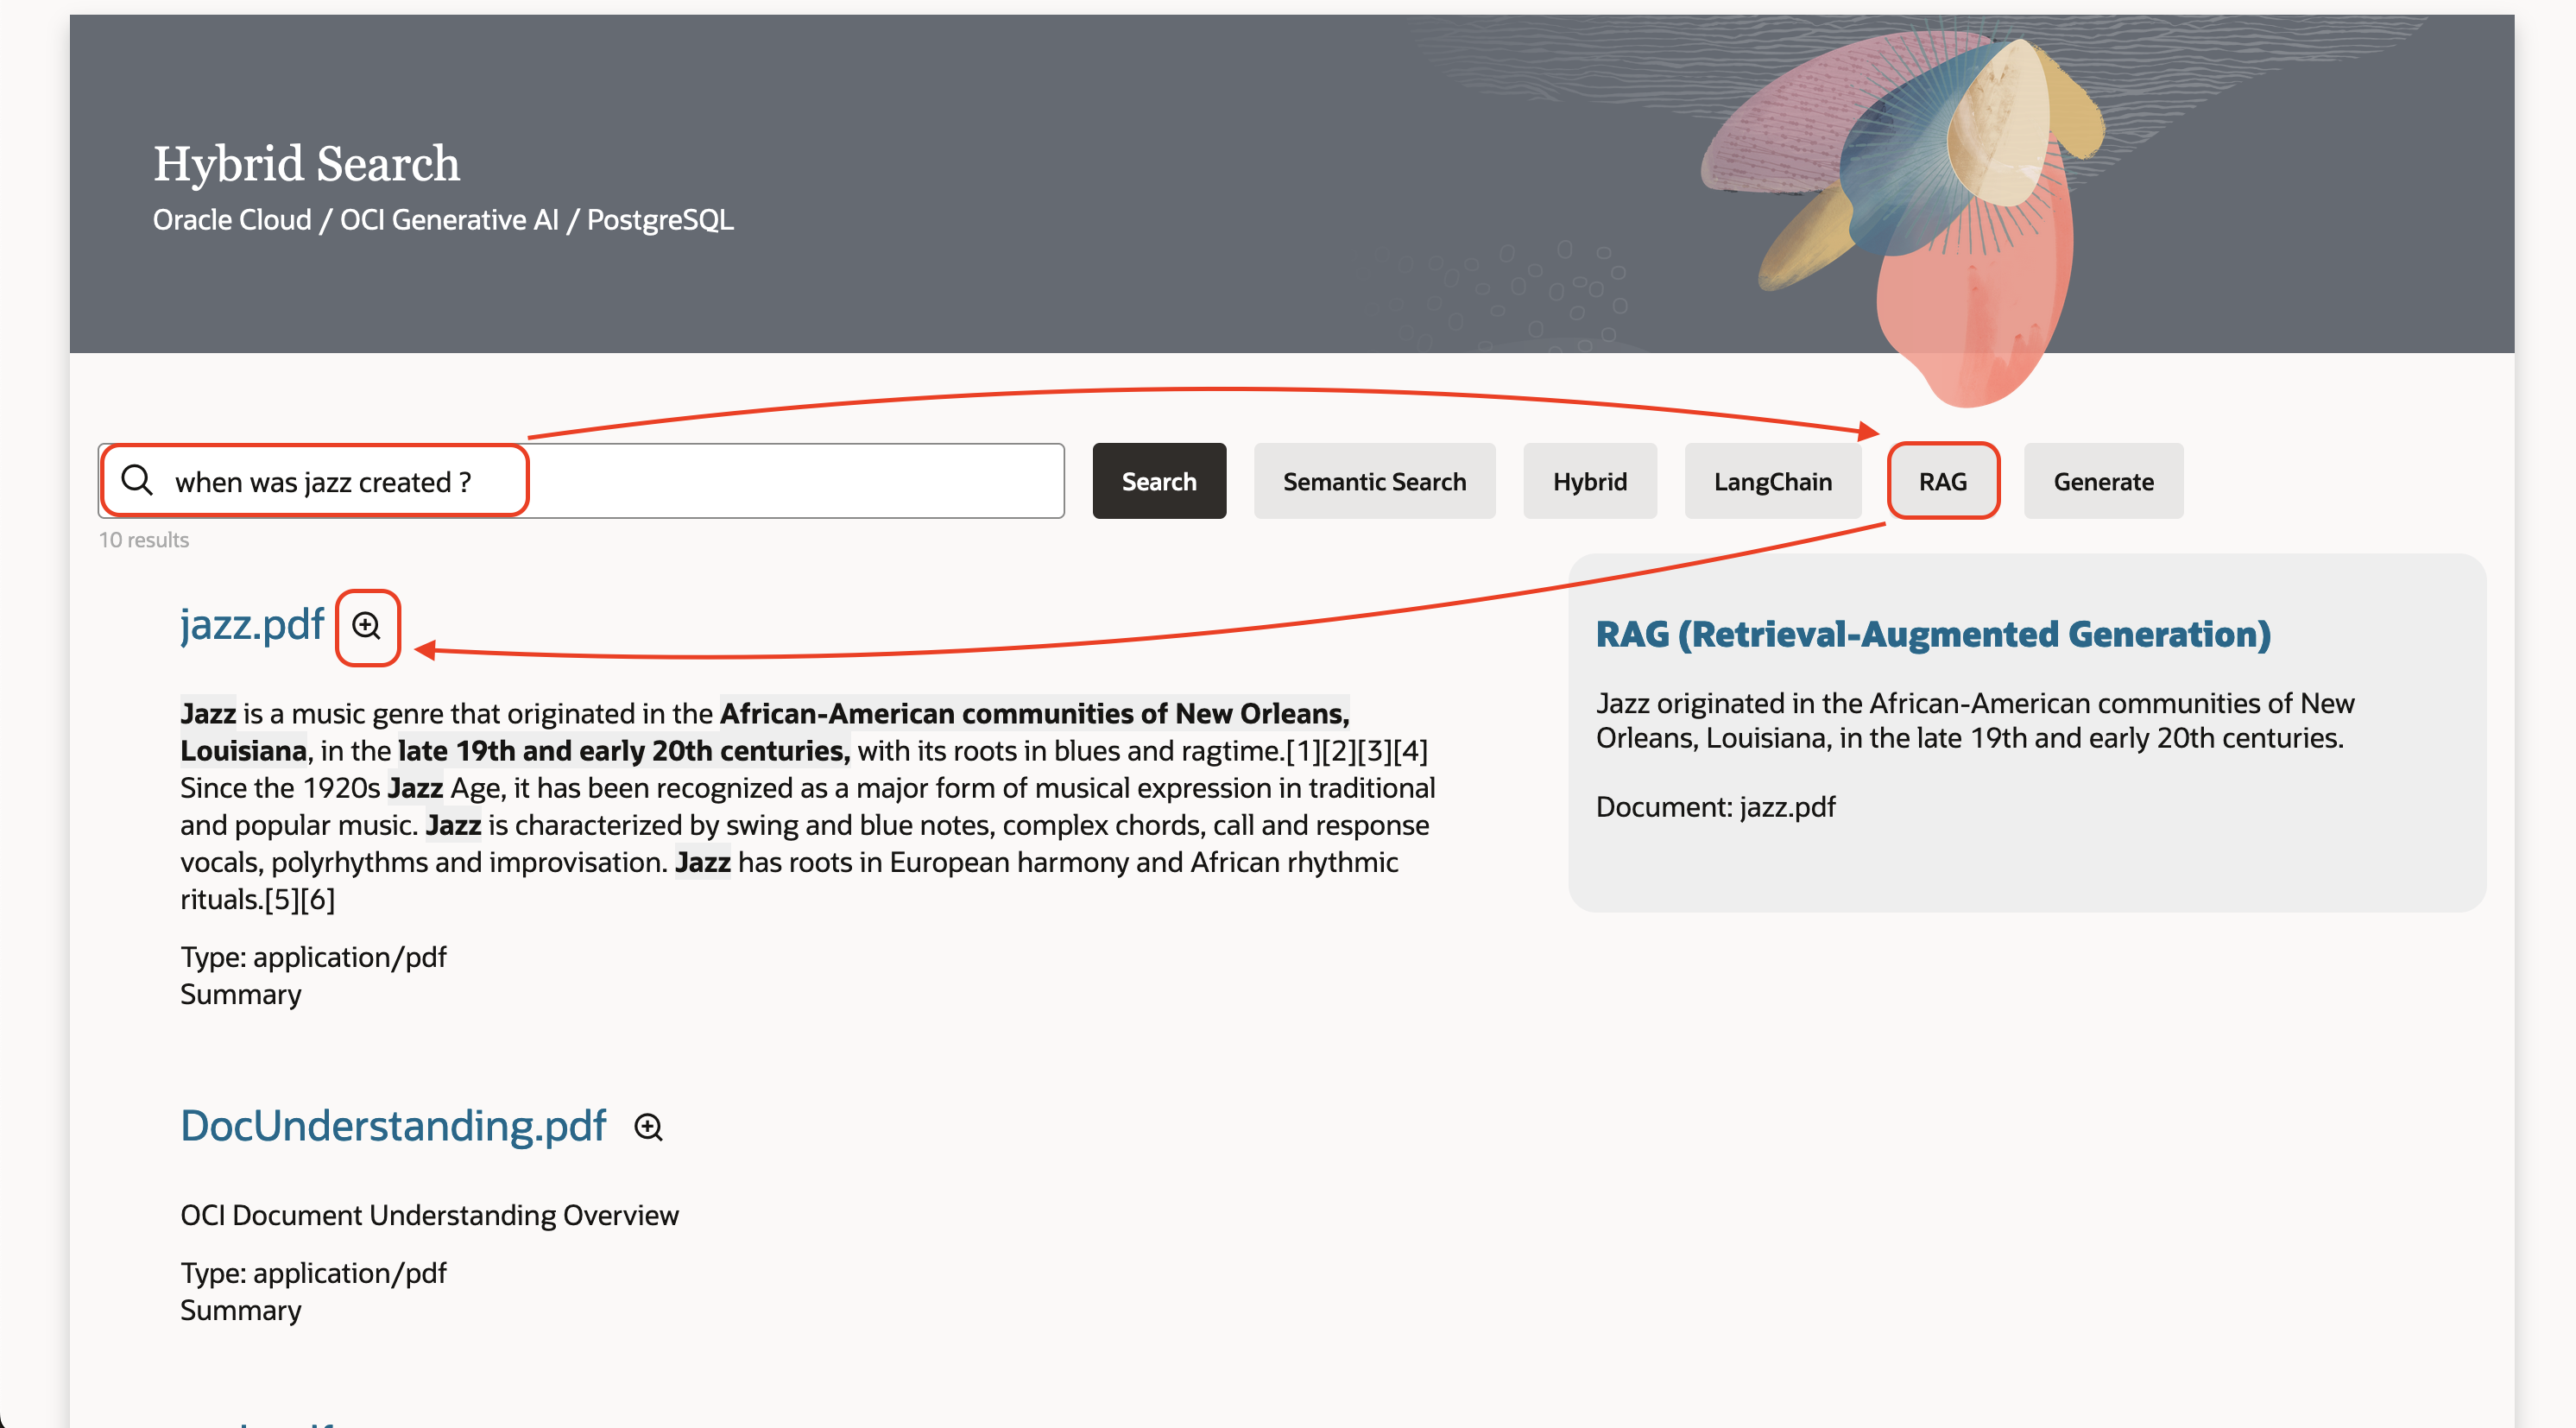 Hybrid Search
Oracle Cloud / OCI Generative AI / PostgreSQL
when was jazz created ?
Search
Semantic Search
Hybrid
LangChain
RAG
Generate
10 results
jazz.pdf
Jazz is a music genre that originated in the African-American communities of New Orleans,
Louisiana, in the late 19th and early 20th centuries, with its roots in blues and ragtime.[1][2][3][4]
Since the 1920s Jazz Age, it has been recognized as a major form of musical expression in traditional
and popular music. Jazz is characterized by swing and blue notes, complex chords, call and response
vocals, polyrhythms and improvisation. Jazz has roots in European harmony and African rhythmic
rituals.[5][6]
Type: application/pdf
Summary
DocUnderstanding.pdf
OCI Document Understanding Overview
Type: application/pdf
Summary
RAG (Retrieval-Augmented Generation)
Jazz originated in the African-American communities of New
Orleans, Louisiana, in the late 19th and early 20th centuries.
Document: jazz.pdf